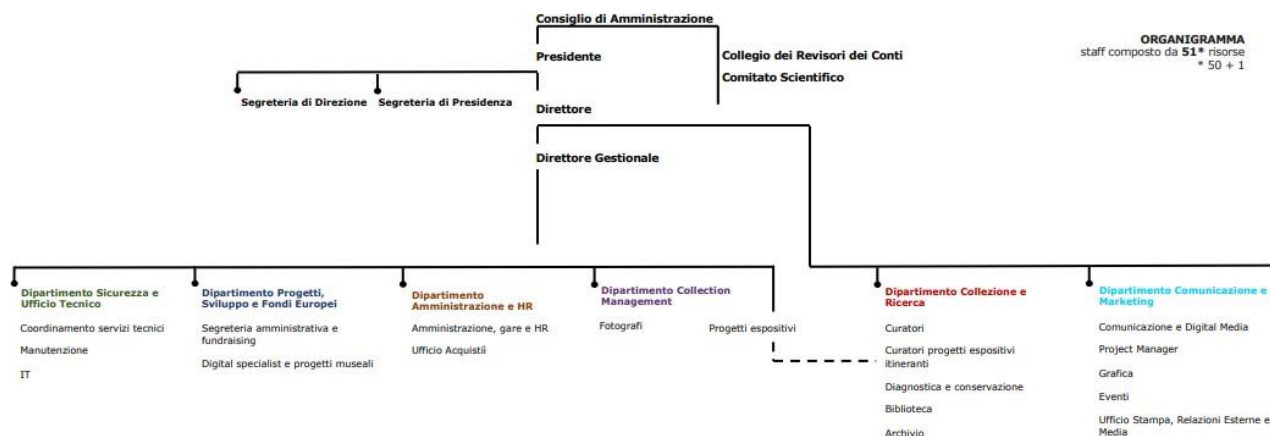 Consiglio di Amministrazione
ORGANIGRAMMA
staff composto da 51* risorse
* 50 + 1
Presidente
Collegio dei Revisori dei Conti
Comitato Scientifico
Segreteria di Direzione
Segreteria di Presidenza
Direttore
Direttore Gestionale
Dipartimento Sicurezza e
Ufficio Tecnico
Coordinamento servizi tecnici
Manutenzione
IT
Dipartimento Progetti,
Sviluppo e Fondi Europei
Segreteria amministrativa e
fundraising
Digital specialist e progetti museali
Dipartimento
Amministrazione e HR
Amministrazione, gare e HR
Ufficio Acquistìi
Dipartimento Collection
Management
Fotografi
Progetti espositivi
Dipartimento Collezione e
Ricerca
Curatori
Curatori progetti espositivi
itineranti
Diagnostica e conservazione
Biblioteca
Archivio
Dipartimento Comunicazione e
Marketing
Comunicazione e Digital Media
Project Manager
Grafica
Eventi
Ufficio Stampa, Relazioni Esterne e
Media